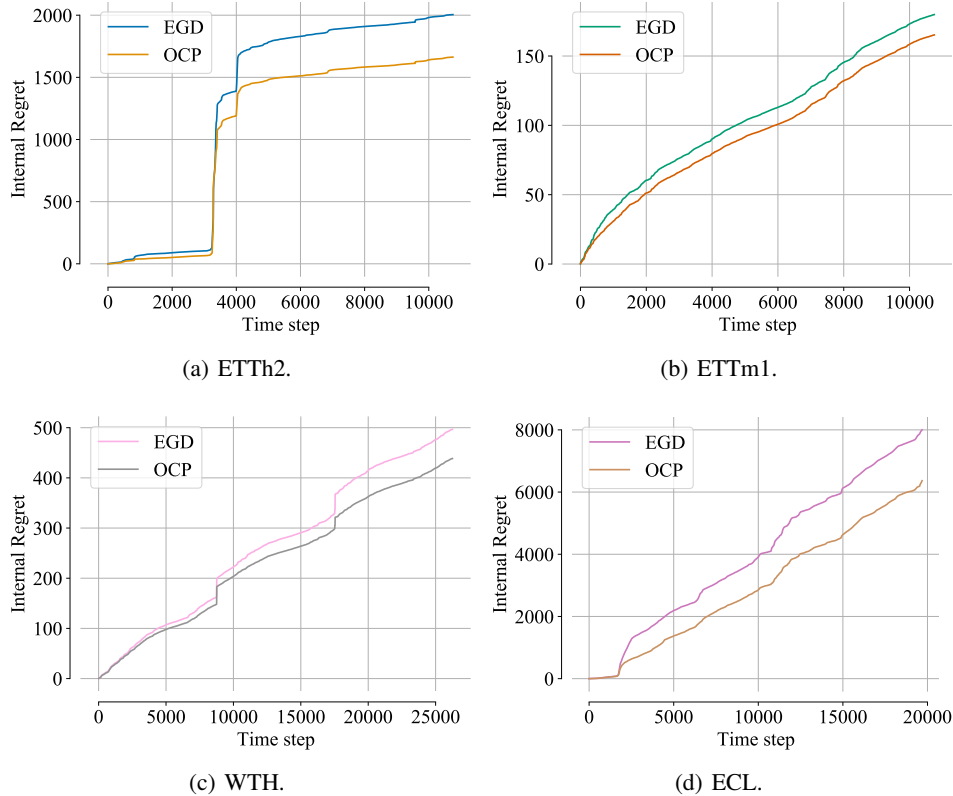 EGD
OCP
2000
1500
1000
500
0
Internal Regret
0 2000 4000 6000 8000 10000
Time step
(a) ETTh2.
EGD
OCP
150
100
50
0
Internal Regret
0 2000 4000 6000 8000 10000
Time step
(b) ETTm1.
EGD
OCP
500
400
300
200
100
0
Internal Regret
0 5000 10000 15000 20000 25000
Time step
(c) WTH.
EGD
OCP
8000
6000
4000
2000
0
Internal Regret
0 5000 10000 15000 20000
Time step
(d) ECL.